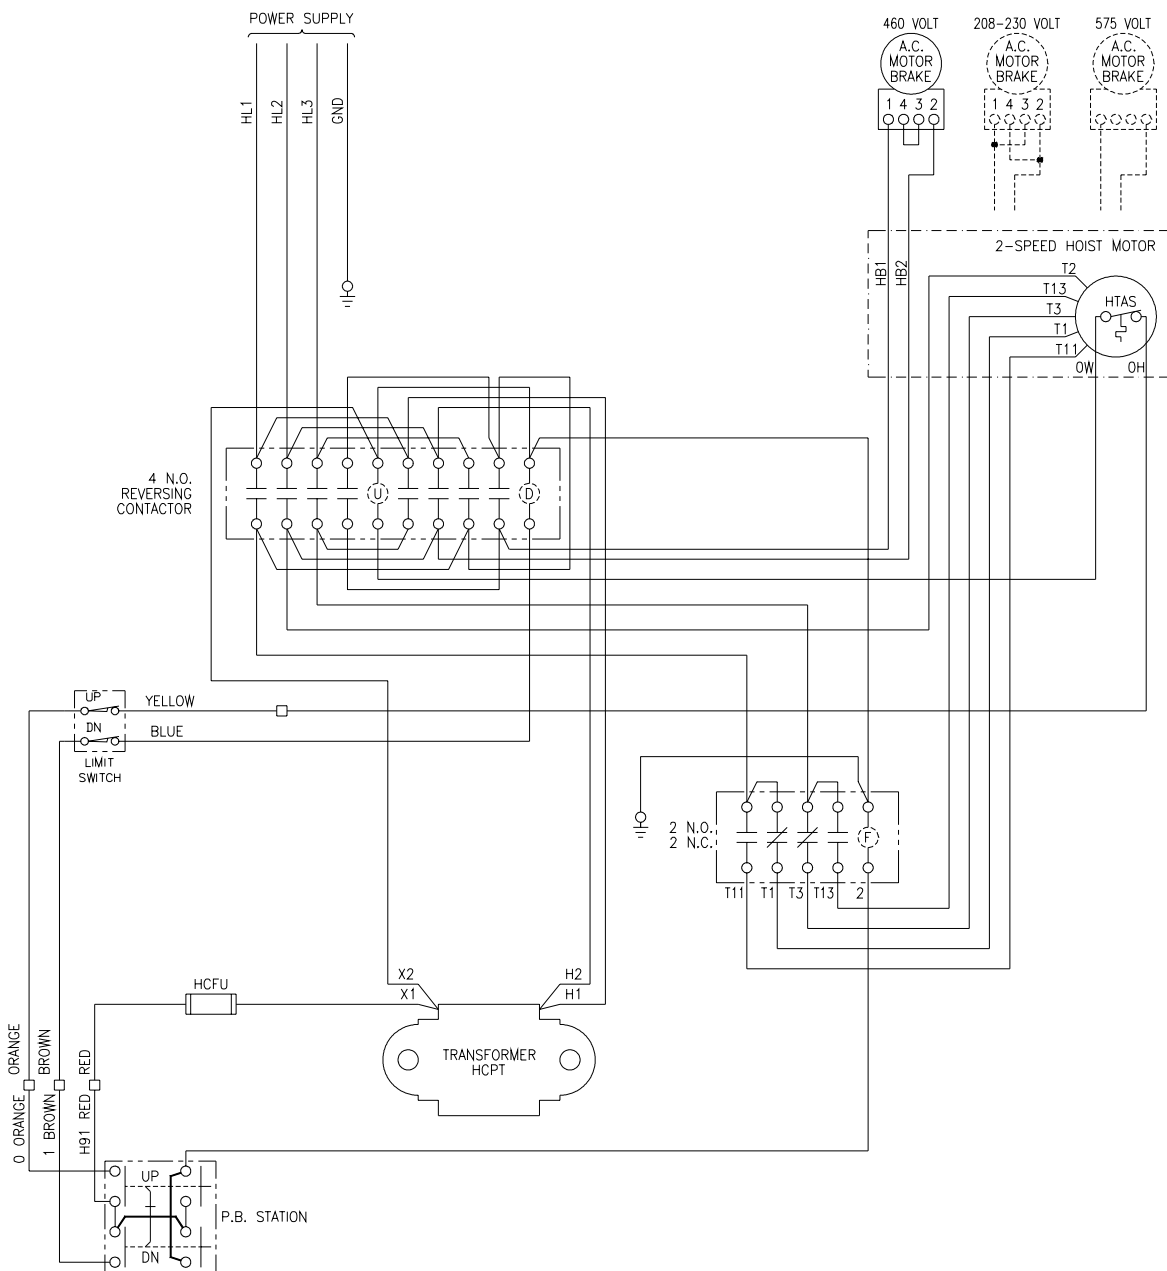 POWER SUPPLY
460 VOLT
208-230 VOLT
575 VOLT
A.C.
MOTOR
BRAKE
A.C.
MOTOR
BRAKE
A.C.
MOTOR
BRAKE
1 4 3 2
1 4 3 2
HL1
HL2
HL3
GND
2-SPEED HOIST MOTOR
HB1
HB2
T2
T13
T3
T1
T11
HTAS
OW
OH
4 N.O.
REVERSING
CONTACTOR
U
D
UP
YELLOW
DN
BLUE
LIMIT
SWITCH
2 N.O.
2 N.C.
F
T11
T1
T3
T13
2
HCFU
X2
X1
H2
H1
TRANSFORMER
HCPT
ORANGE
BROWN
RED
0 ORANGE
1 BROWN
H91 RED
UP
P.B. STATION
DN